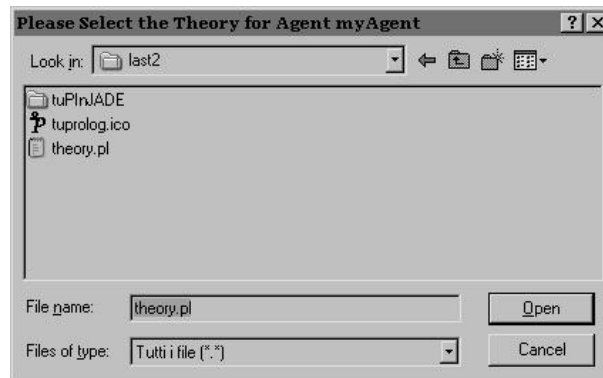 Please Select the Theory for Agent myAgent
Look in: last2
tuPInJADE
tuprolog.ico
theory.pl
File name: theory.pl Open
Files of type: Tutti i file (*.*) Cancel